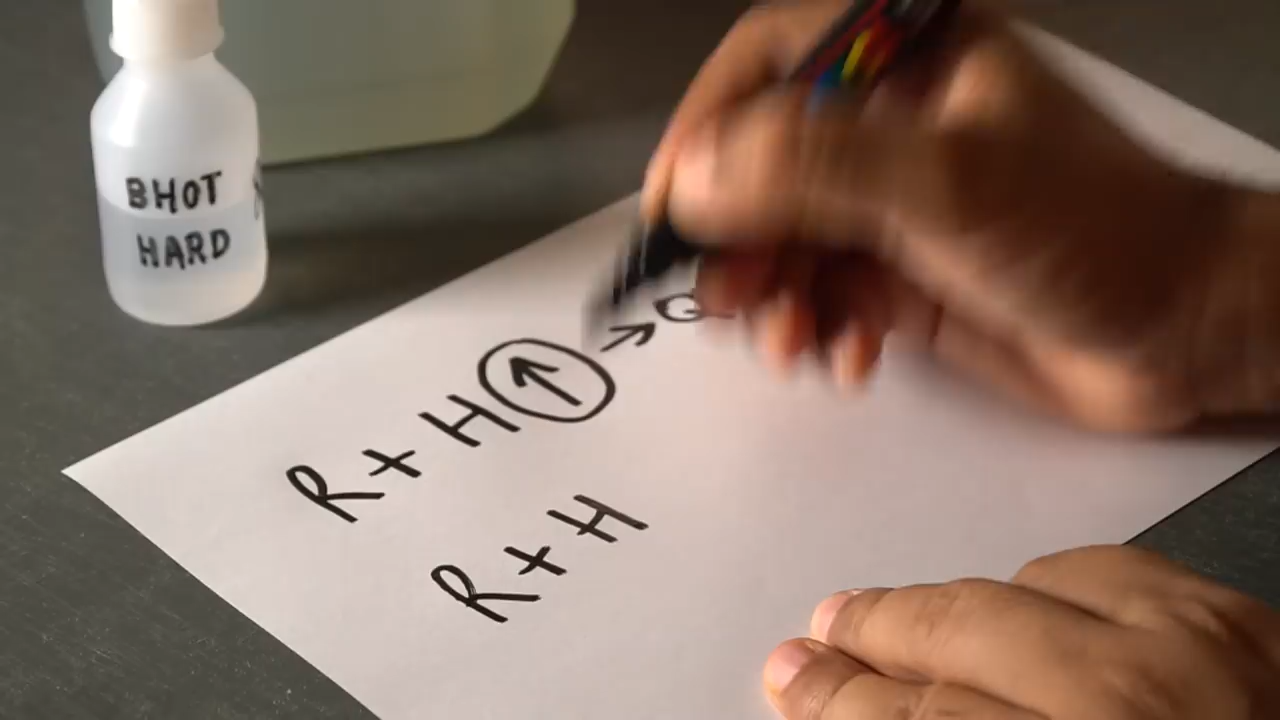 BHOT
HARD
R + H ↑ →
R + H